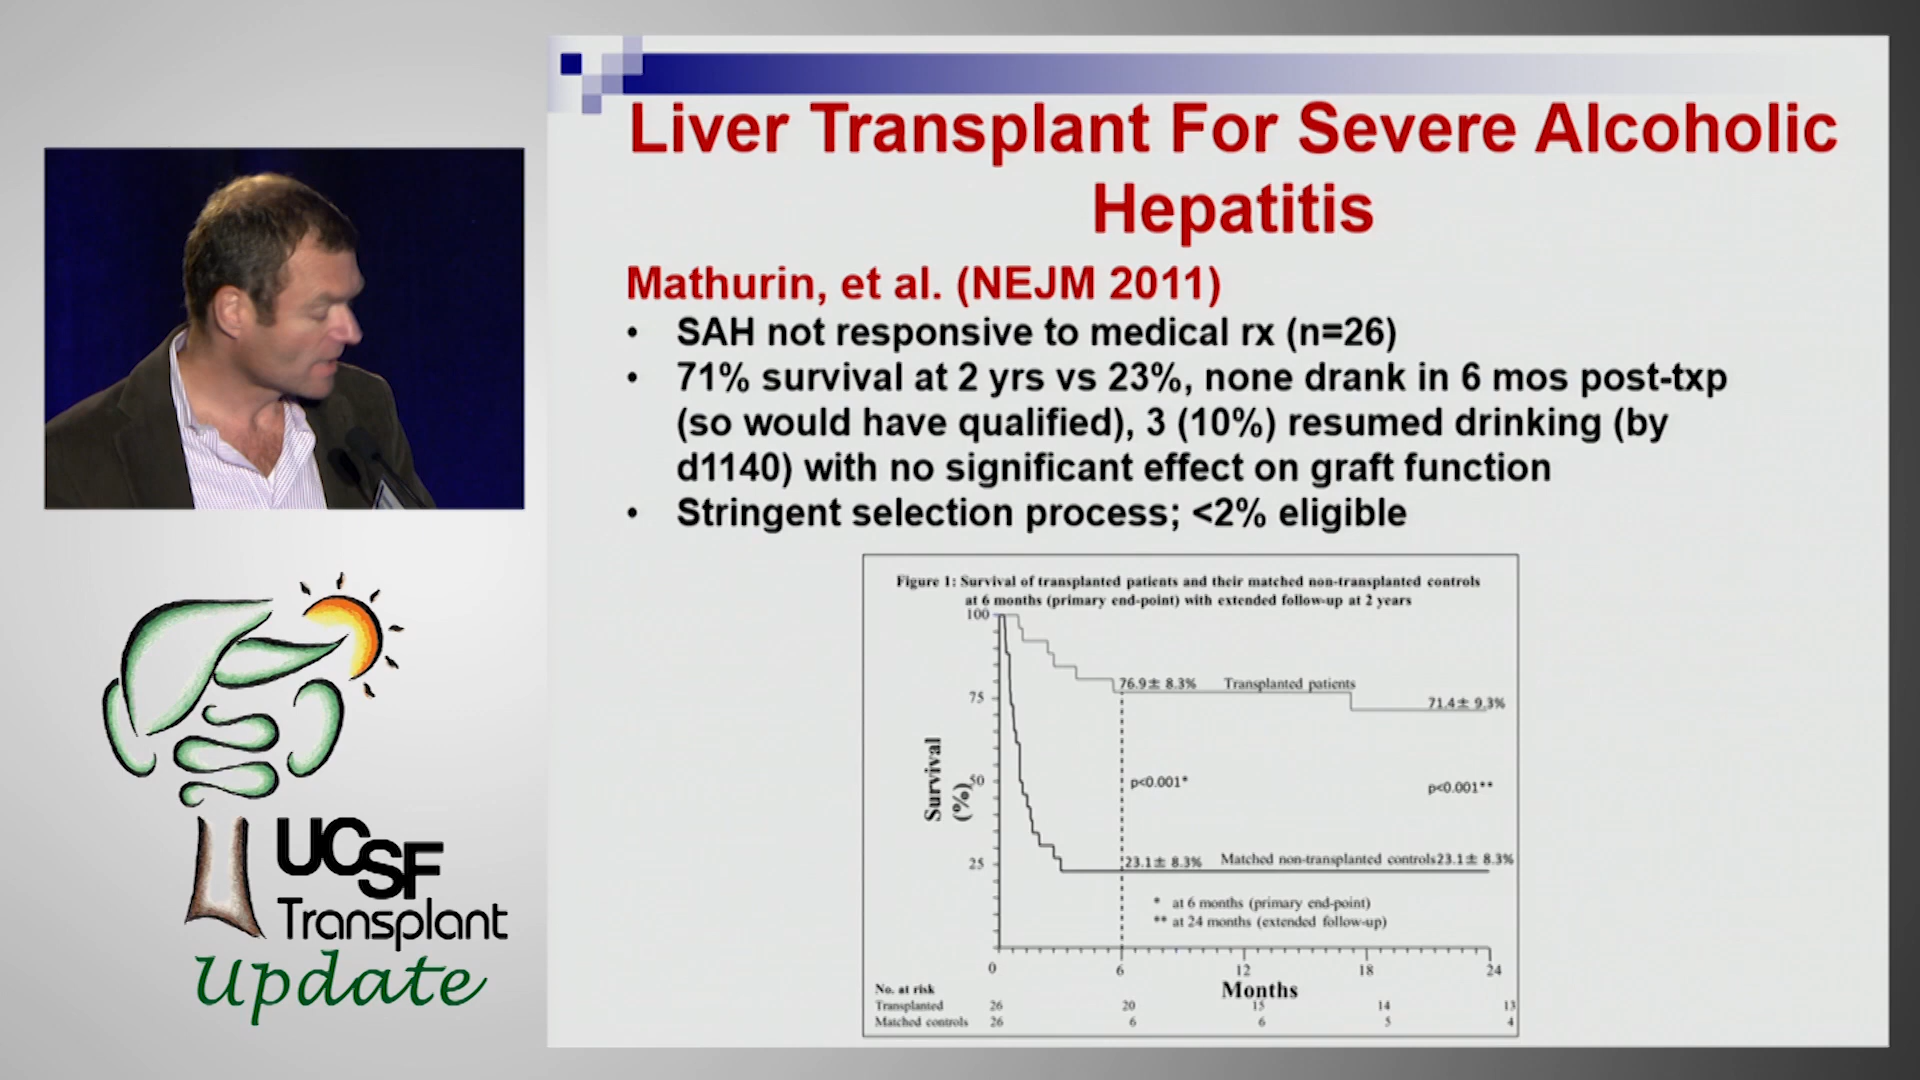 Liver Transplant For Severe Alcoholic
Hepatitis
Mathurin, et al. (NEJM 2011)
• SAH not responsive to medical rx (n=26)
• 71% survival at 2 yrs vs 23%, none drank in 6 mos post-txp
(so would have qualified), 3 (10%) resumed drinking (by
d1140) with no significant effect on graft function
• Stringent selection process; <2% eligible
Figure 1: Survival of transplanted patients and their matched non-transplanted controls
at 6 months (primary end-point) with extended follow-up at 2 years
100
75
50
25
Survival
(%)
76.9± 8.3%
Transplanted patients
71.4± 9.3%
p<0.001*
p<0.001**
23.1± 8.3%
Matched non-transplanted controls
23.1± 8.3%
* at 6 months (primary end-point)
** at 24 months (extended follow-up)
0 6 12 18 24
Months
No. at risk
Transplanted 26 20 15 14 13
Matched controls 26 6 6 5 4
UCSF
Transplant
Update